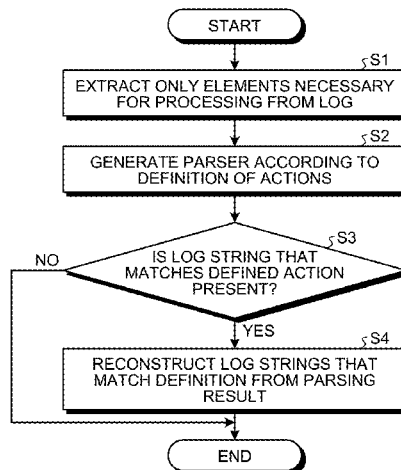 START
S1
EXTRACT ONLY ELEMENTS NECESSARY
FOR PROCESSING FROM LOG
S2
GENERATE PARSER ACCORDING TO
DEFINITION OF ACTIONS
S3
IS LOG STRING THAT
MATCHES DEFINED ACTION
PRESENT?
NO
YES
S4
RECONSTRUCT LOG STRINGS THAT
MATCH DEFINITION FROM PARSING
RESULT
END